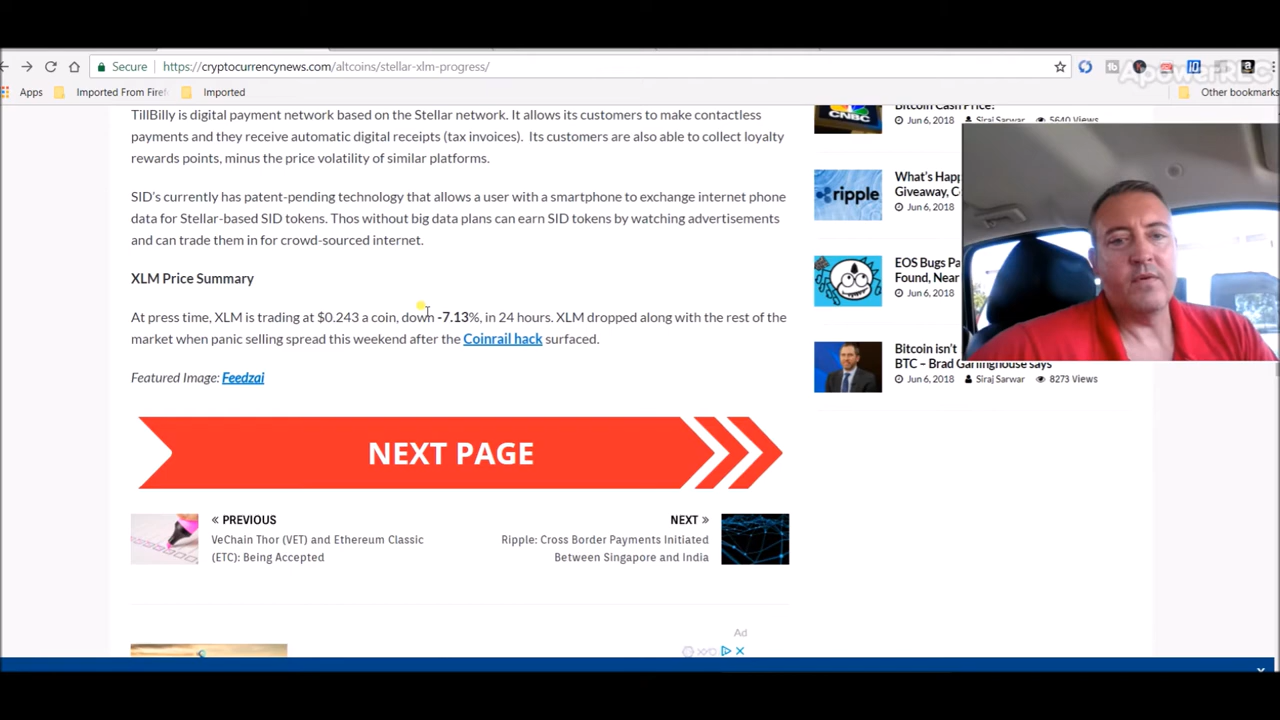 Secure
https://cryptocurrencynews.com/altcoins/stellar-xlm-progress/
ApowerREC
Apps
Imported From Firef
Imported
Other bookmarks
TillBilly is digital payment network based on the Stellar network. It allows its customers to make contactless
payments and they receive automatic digital receipts (tax invoices). Its customers are also able to collect loyalty
rewards points, minus the price volatility of similar platforms.
SID's currently has patent-pending technology that allows a user with a smartphone to exchange internet phone
data for Stellar-based SID tokens. Thos without big data plans can earn SID tokens by watching advertisements
and can trade them in for crowd-sourced internet.
XLM Price Summary
At press time, XLM is trading at $0.243 a coin, down -7.13%, in 24 hours. XLM dropped along with the rest of the
market when panic selling spread this weekend after the Coinrail hack surfaced.
Featured Image: Feedzai
NEXT PAGE
PREVIOUS
VeChain Thor (VET) and Ethereum Classic
(ETC): Being Accepted
NEXT
Ripple: Cross Border Payments Initiated
Between Singapore and India
Ad
CNBC
Bitcoin Cash Price?
Jun 6, 2018 Siraj Sarwar 5640 Views
ripple
What's Happ
Giveaway, C
Jun 6, 2018
EOS Bugs Pa
Found, Near
Jun 6, 2018
Bitcoin isn't
BTC – Brad Garlinghouse says
Jun 6, 2018 Siraj Sarwar 8273 Views